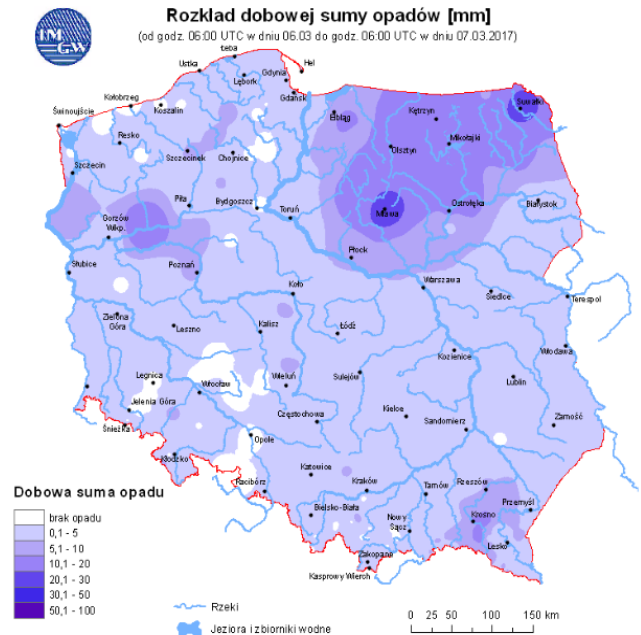 IM
GW
Rozkład dobowej sumy opadów [mm]
(od godz. 06:00 UTC w dniu 06.03 do godz. 06:00 UTC w dniu 07.03.2017)
Łeba
Hel
Ustka
Gdynia
Lębork
Kołobrzeg
Gdańsk
Koszalin
Świnoujście
Elbląg
Kętrzyn
Suwałki
Resko
Mikołajki
Olsztyn
Szczecinek
Chojnice
Szczecin
Piła
Bydgoszcz
Toruń
Mława
Ostrołęka
Białystok
Gorzów
Wlkp.
Płock
Słubice
Poznań
Koło
Warszawa
Siedlce
Terespol
Zielona
Góra
Leszno
Kalisz
Łódź
Kozienice
Włodawa
Legnica
Wrocław
Wieluń
Sulejów
Lublin
Jelenia Góra
Częstochowa
Kielce
Sandomierz
Zamość
Śnieżka
Opole
Kłodzko
Katowice
Kraków
Tarnów
Rzeszów
Racibórz
Przemyśl
Bielsko-Biała
Nowy
Sącz
Krosno
Lesko
Zakopane
Kasprowy Wierch
Dobowa suma opadu
brak opadu
0,1 - 5
5,1 - 10
10,1 - 20
20,1 - 30
30,1 - 50
50,1 - 100
Rzeki
Jeziora i zbiorniki wodne
0 25 50 100 150 km